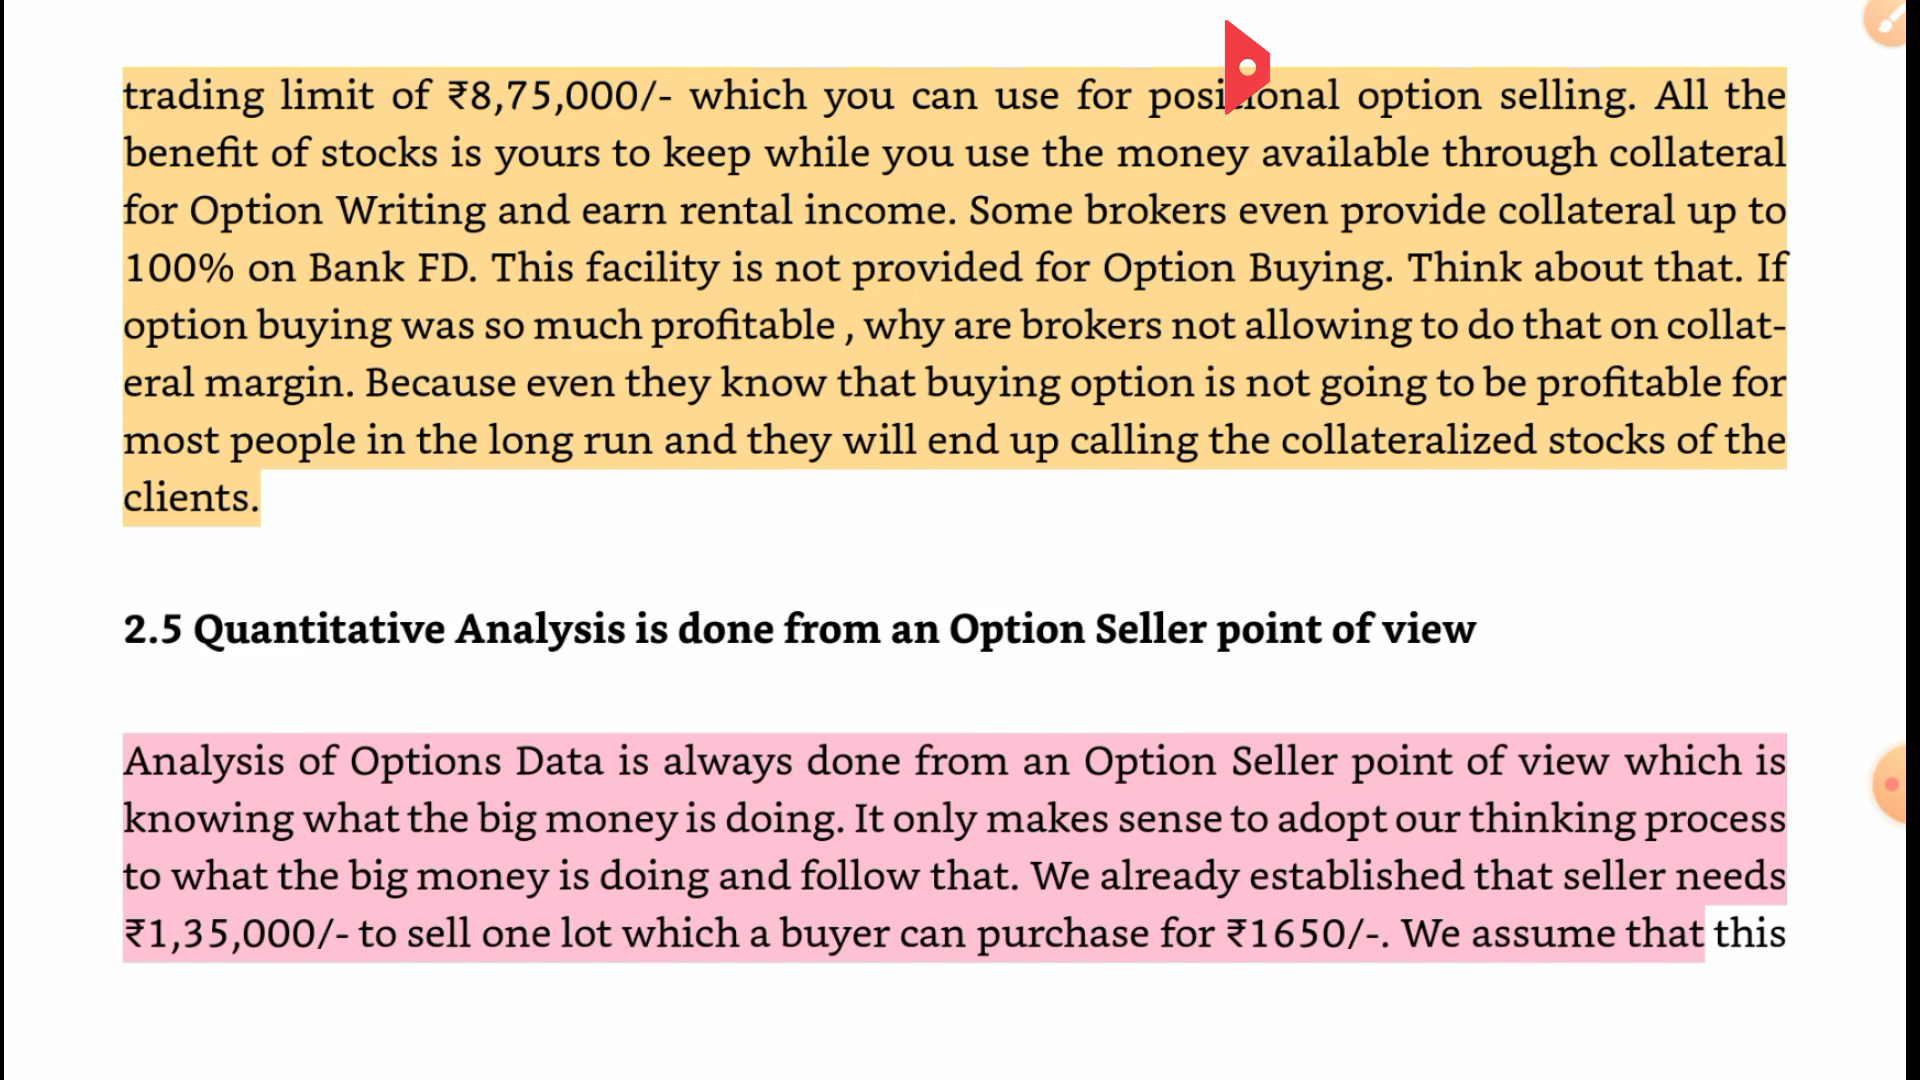 trading limit of ₹8,75,000/- which you can use for positional option selling. All the
benefit of stocks is yours to keep while you use the money available through collateral
for Option Writing and earn rental income. Some brokers even provide collateral up to
100% on Bank FD. This facility is not provided for Option Buying. Think about that. If
option buying was so much profitable , why are brokers not allowing to do that on collat-
eral margin. Because even they know that buying option is not going to be profitable for
most people in the long run and they will end up calling the collateralized stocks of the
clients.
2.5 Quantitative Analysis is done from an Option Seller point of view
Analysis of Options Data is always done from an Option Seller point of view which is
knowing what the big money is doing. It only makes sense to adopt our thinking process
to what the big money is doing and follow that. We already established that seller needs
₹1,35,000/- to sell one lot which a buyer can purchase for ₹1650/-. We assume that this